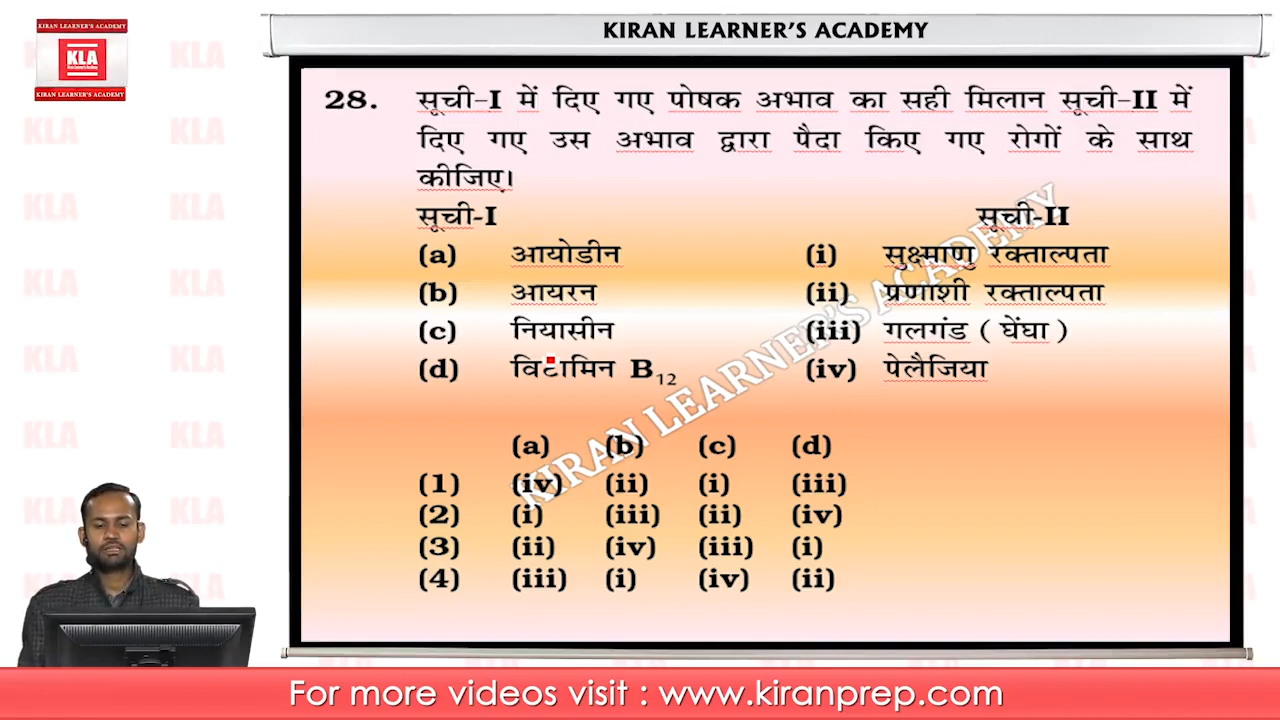 KIRAN LEARNER'S ACADEMY
KLA
Kiran Learner's Academy
KIRAN LEARNER'S ACADEMY
KIRAN LEARNER'S ACADEMY
28. सूची-I में दिए गए पोषक अभाव का सही मिलान सूची-II में
दिए गए उस अभाव द्वारा पैदा किए गए रोगों के साथ
कीजिए।
सूची-I सूची-II
(a) आयोडीन (i) सुक्ष्माणु रक्ताल्पता
(b) आयरन (ii) प्रणाशी रक्ताल्पता
(c) नियासीन (iii) गलगंड ( घेंघा )
(d) विटामिन B12 (iv) पेलैजिया
(a) (b) (c) (d)
(1) (iv) (ii) (i) (iii)
(2) (i) (iii) (ii) (iv)
(3) (ii) (iv) (iii) (i)
(4) (iii) (i) (iv) (ii)
KIRAN LEARNER'S ACADEMY
For more videos visit : www.kiranprep.com